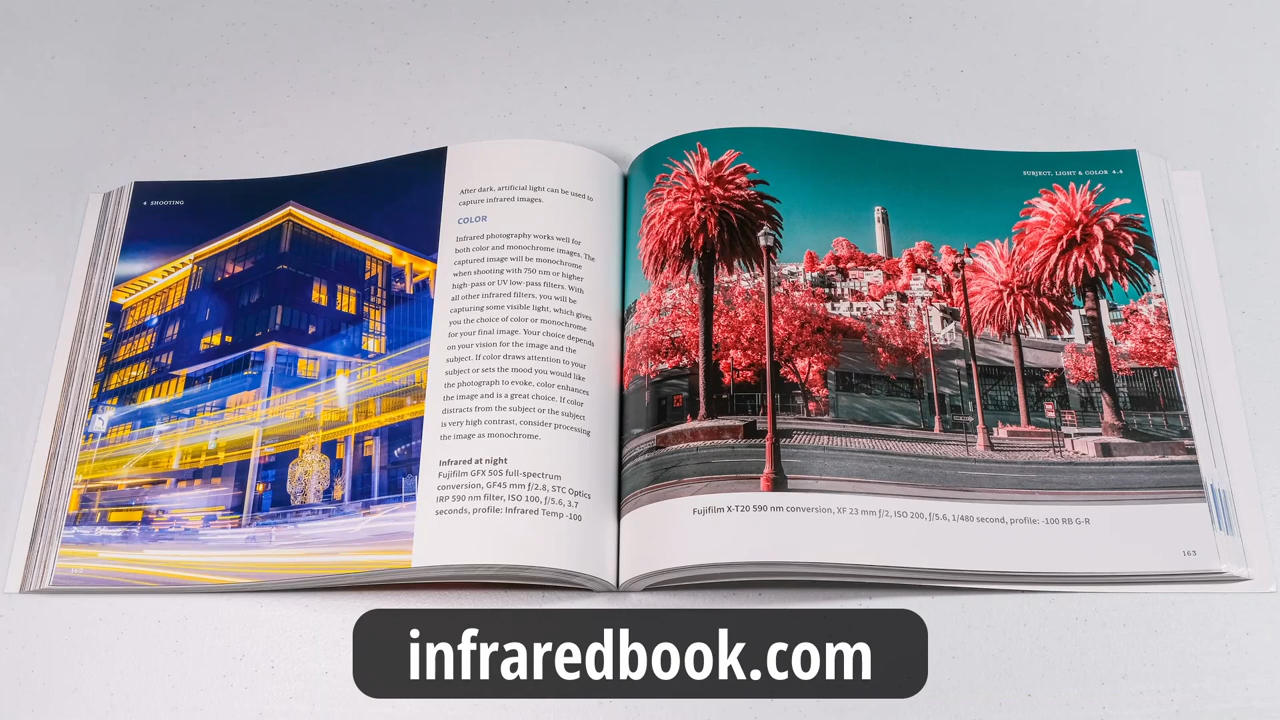 4 SHOOTING
After dark, artificial light can be used to
capture infrared images.
COLOR
Infrared photography works well for
both color and monochrome images. The
captured image will be monochrome
when shooting with 750 nm or higher
high-pass or UV low-pass filters. With
all other infrared filters, you will be
capturing some visible light, which gives
you the choice of color or monochrome
for your final image. Your choice depends
on your vision for the image and the
subject. If color draws attention to your
subject or sets the mood you would like
the photograph to evoke, color enhances
the image and is a great choice. If color
distracts from the subject or the subject
is very high contrast, consider processing
the image as monochrome.
Infrared at night
Fujifilm GFX 50S full-spectrum
conversion, GF45 mm ƒ/2.8, STC Optics
IRP 590 nm filter, ISO 100, ƒ/5.6, 3.7
seconds, profile: Infrared Temp -100
162
SUBJECT, LIGHT & COLOR 4.4
Fujifilm X-T20 590 nm conversion, XF 23 mm ƒ/2, ISO 200, ƒ/5.6, 1/480 second, profile: -100 RB G-R
163
infraredbook.com